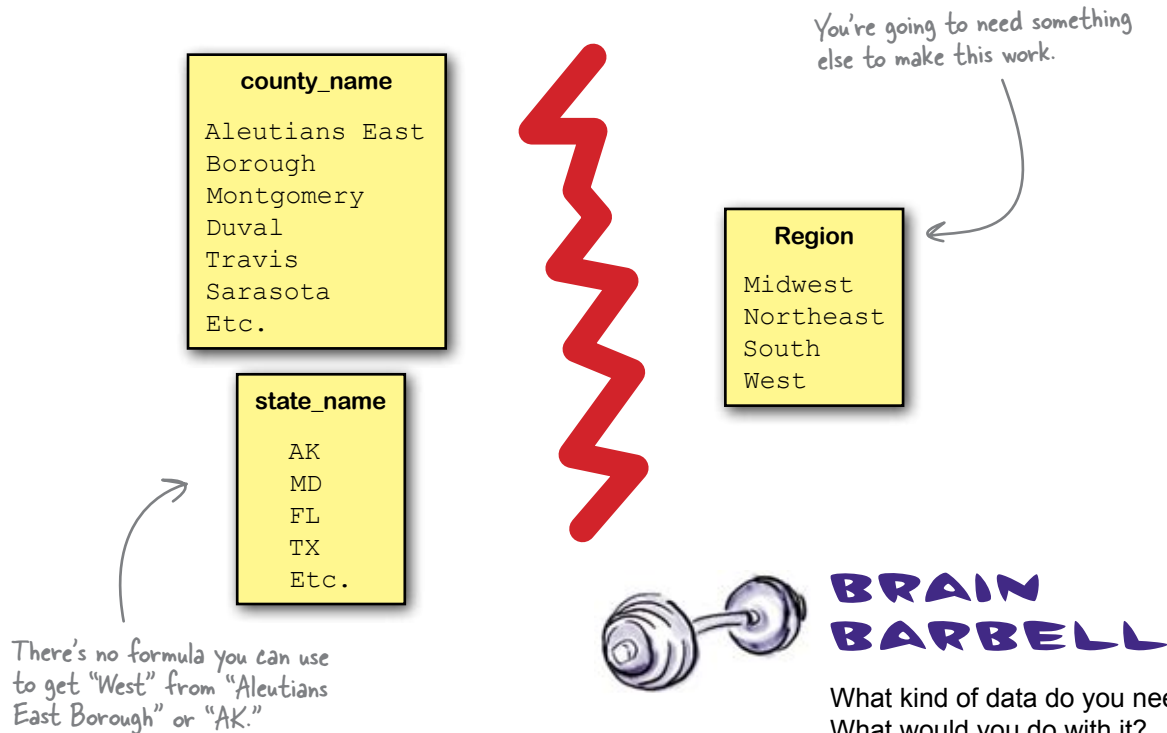 You're going to need something
else to make this work.
county_name
Aleutians East
Borough
Montgomery
Duval
Travis
Sarasota
Etc.
state_name
AK
MD
FL
TX
Etc.
There's no formula you can use
to get "West" from "Aleutians
East Borough" or "AK."
Region
Midwest
Northeast
South
West
BRAIN
BARBELL
What kind of data do you
What would you do with it?